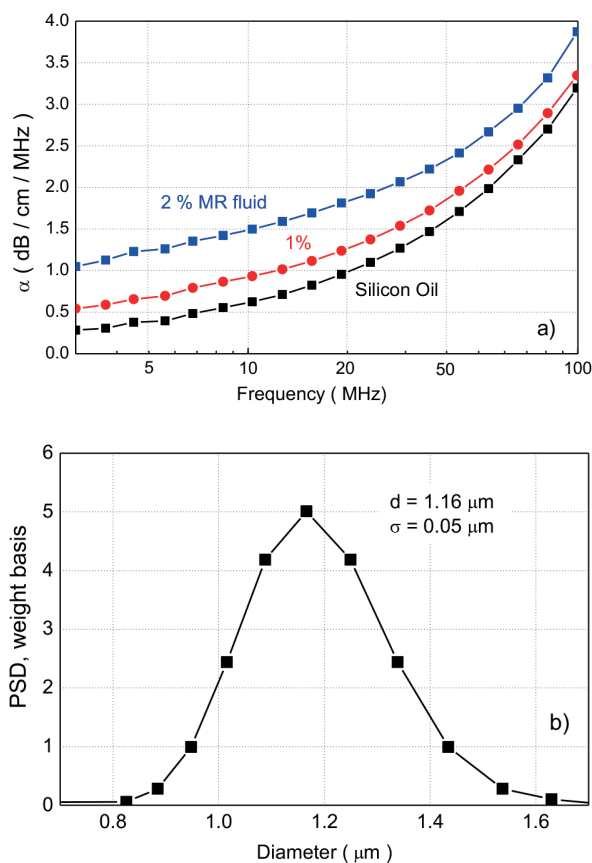 4.0
3.5
3.0
2.5
2.0
1.5
1.0
0.5
0.0
α ( dB / cm / MHz )
2 % MR fluid
1%
Silicon Oil
a)
5 10 20 50 100
Frequency ( MHz)
6
5
4
3
2
1
0
PSD, weight basis
d = 1.16 μm
σ = 0.05 μm
b)
0.8 1.0 1.2 1.4 1.6
Diameter ( μm)